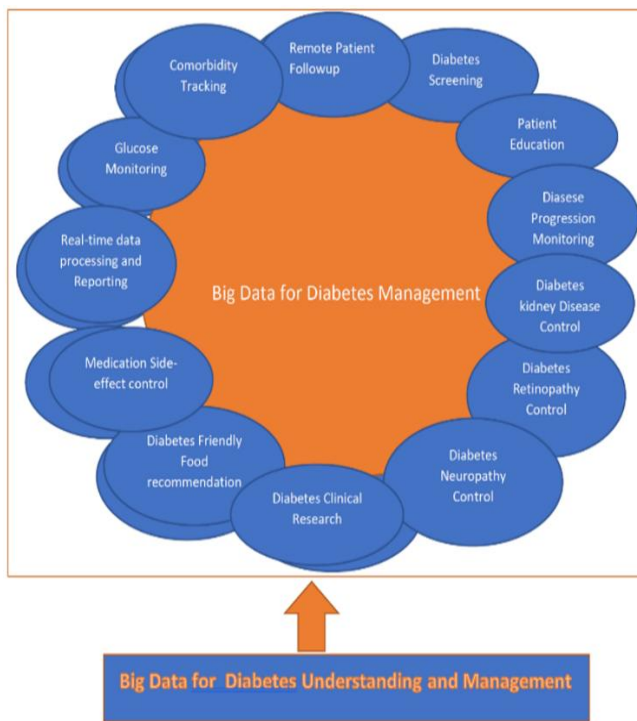 Remote Patient
Followup
Diabetes
Screening
Patient
Education
Diasese
Progression
Monitoring
Diabetes
kidney Disease
Control
Diabetes
Retinopathy
Control
Diabetes
Neuropathy
Control
Diabetes Clinical
Research
Diabetes Friendly
Food
recommendation
Medication Side-
effect control
Real-time data
processing and
Reporting
Glucose
Monitoring
Comorbidity
Tracking
Big Data for Diabetes Management
Big Data for Diabetes Understanding and Management